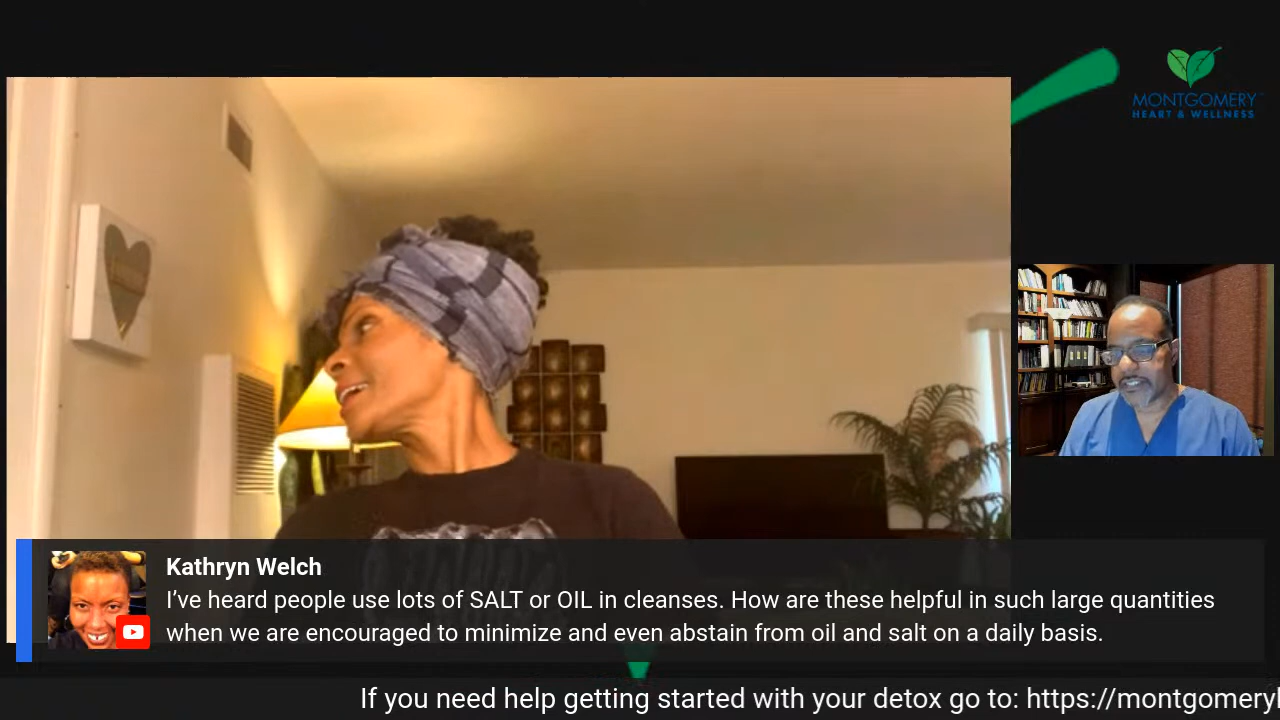 MONTGOMERY
HEART & WELLNESS
Kathryn Welch
I’ve heard people use lots of SALT or OIL in cleanses. How are these helpful in such large quantities
when we are encouraged to minimize and even abstain from oil and salt on a daily basis.
If you need help getting started with your detox go to: https://montgomery